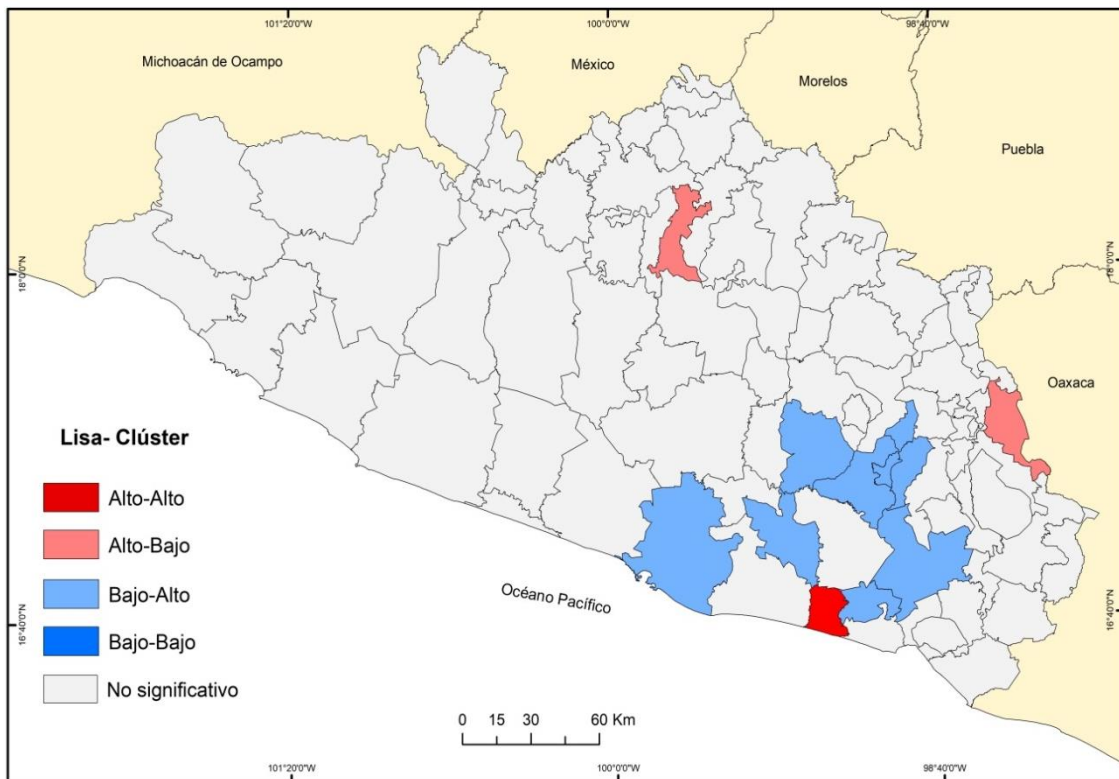 101°20'0"W
100°0'0"W
98°40'0"W
Michoacán de Ocampo
México
Morelos
Puebla
18°0'0"N
18°0'0"N
Oaxaca
Lisa- Clúster
Alto-Alto
Alto-Bajo
Bajo-Alto
Bajo-Bajo
No significativo
Océano Pacífico
16°40'0"N
16°40'0"N
0 15 30 60 Km
101°20'0"W
100°0'0"W
98°40'0"W